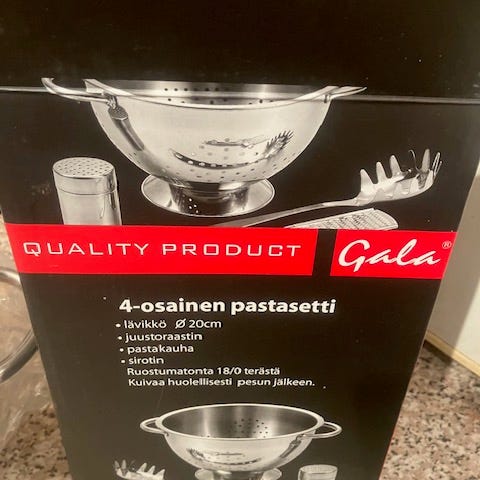 QUALITY PRODUCT Gala®
4-osainen pastasetti
• lävikkö Ø 20cm
• juustoraastin
• pastakauha
• sirotin
Ruostumatonta 18/0 terästä
Kuivaa huolellisesti pesun jälkeen.